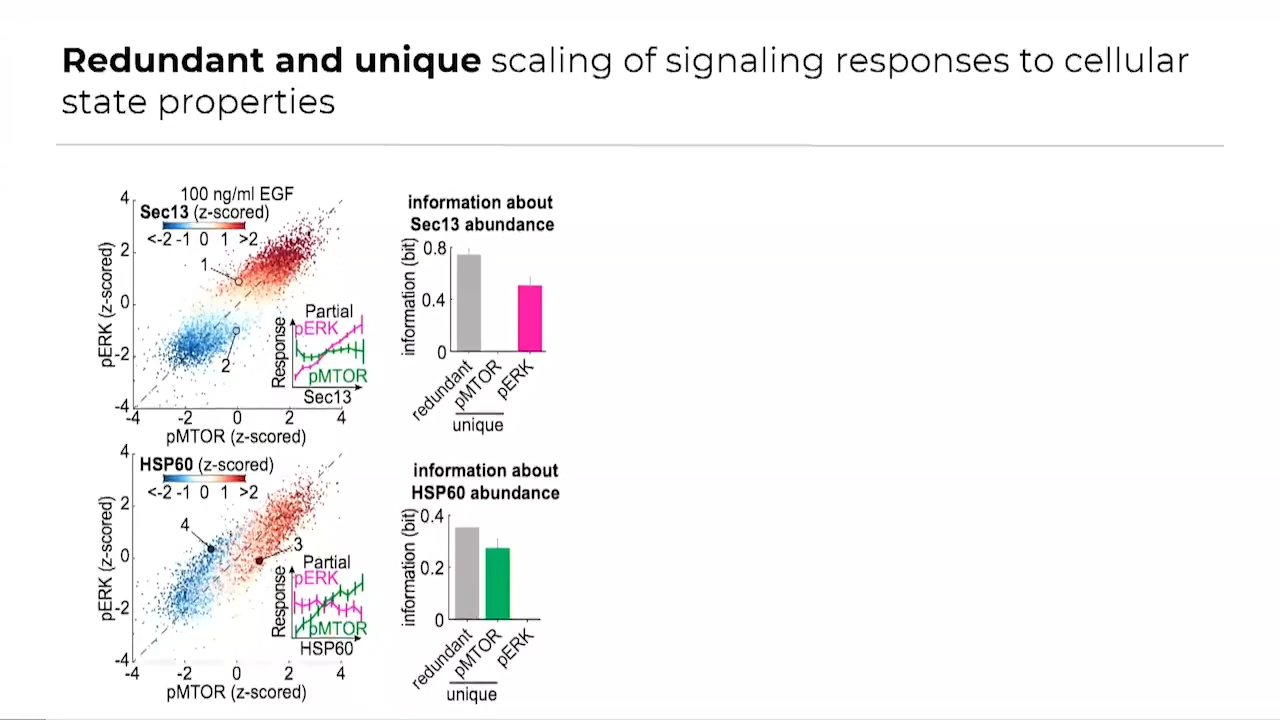 Redundant and unique scaling of signaling responses to cellular
state properties
100 ng/ml EGF
Sec13 (z-scored)
<-2 -1 0 1 >2
4
2
0
-2
-4
pERK (z-scored)
1
2
Partial
pERK
pMTOR
Response
Sec13
-4 -2 0 2 4
pMTOR (z-scored)
information about
Sec13 abundance
information (bit)
0.8
0.4
0
redundant
pMTOR
pERK
unique
HSP60 (z-scored)
<-2 -1 0 1 >2
4
2
0
-2
-4
pERK (z-scored)
4
3
Partial
pERK
pMTOR
Response
HSP60
-4 -2 0 2 4
pMTOR (z-scored)
information about
HSP60 abundance
information (bit)
0.4
0.2
0
redundant
pMTOR
pERK
unique